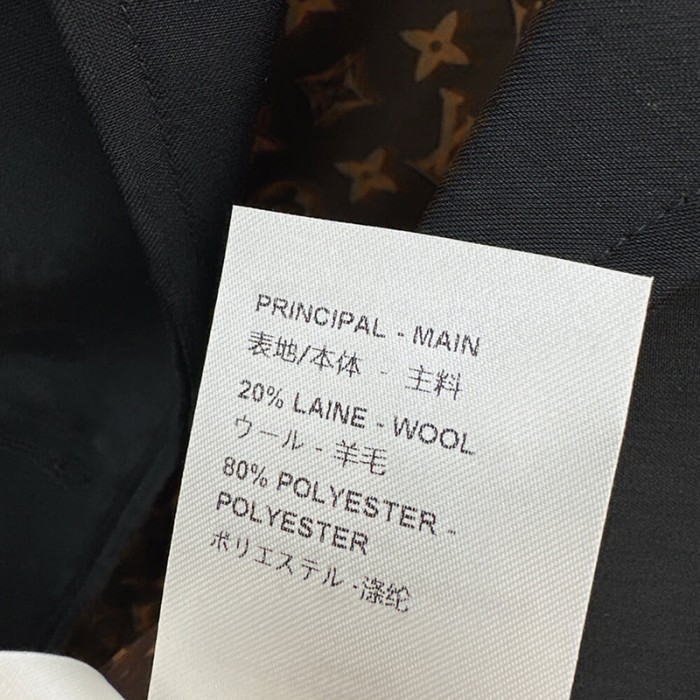 PRINCIPAL - MAIN
表地/本体 - 主料
20% LAINE - WOOL
ウール - 羊毛
80% POLYESTER -
POLYESTER
ポリエステル - 涤纶